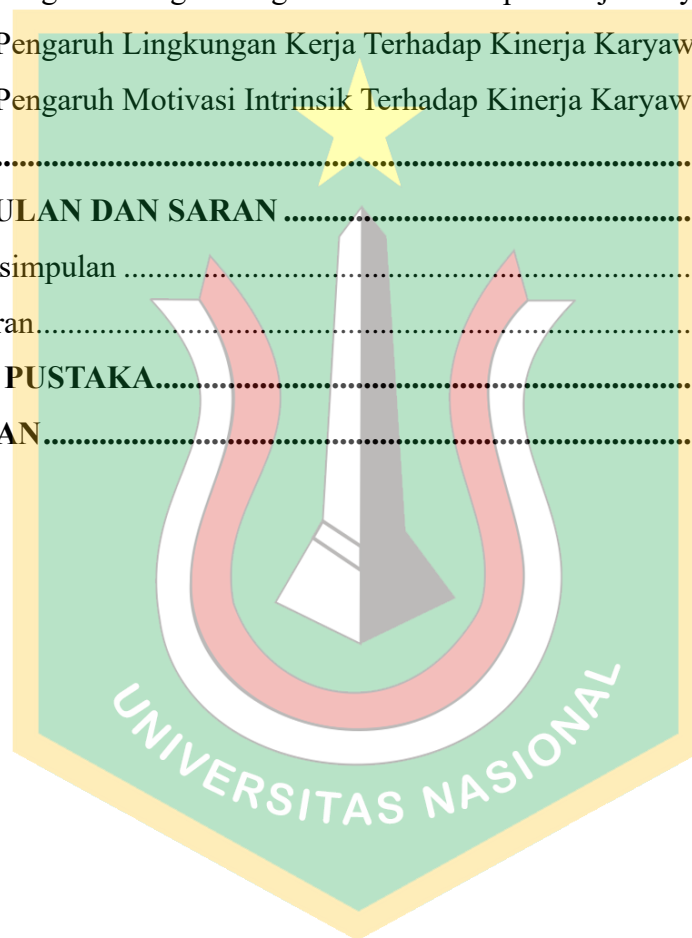 Pengaruh Lingkungan Kerja Terhadap Kinerja Karyaw
Pengaruh Motivasi Intrinsik Terhadap Kinerja Karyaw
................................................................................
ULAN DAN SARAN ................................................
simpulan ........................................................................
ran..................................................................................
PUSTAKA..................................................................
AN...............................................................................
UNIVERSITAS NASIONAL